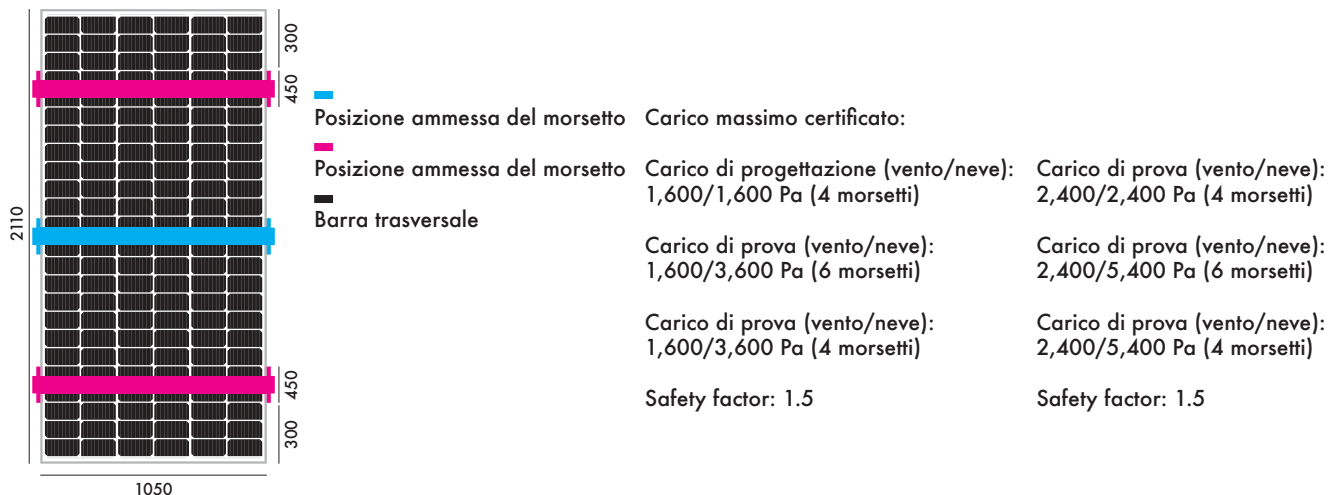 300
450
2110
450
300
1050
Posizione ammessa del morsetto
Posizione ammessa del morsetto
Barra trasversale
Carico massimo certificato:
Carico di progettazione (vento/neve):
1,600/1,600 Pa (4 morsetti)
Carico di prova (vento/neve):
1,600/3,600 Pa (6 morsetti)
Carico di prova (vento/neve):
1,600/3,600 Pa (4 morsetti)
Safety factor: 1.5
Carico di prova (vento/neve):
2,400/2,400 Pa (4 morsetti)
Carico di prova (vento/neve):
2,400/5,400 Pa (6 morsetti)
Carico di prova (vento/neve):
2,400/5,400 Pa (4 morsetti)
Safety factor: 1.5